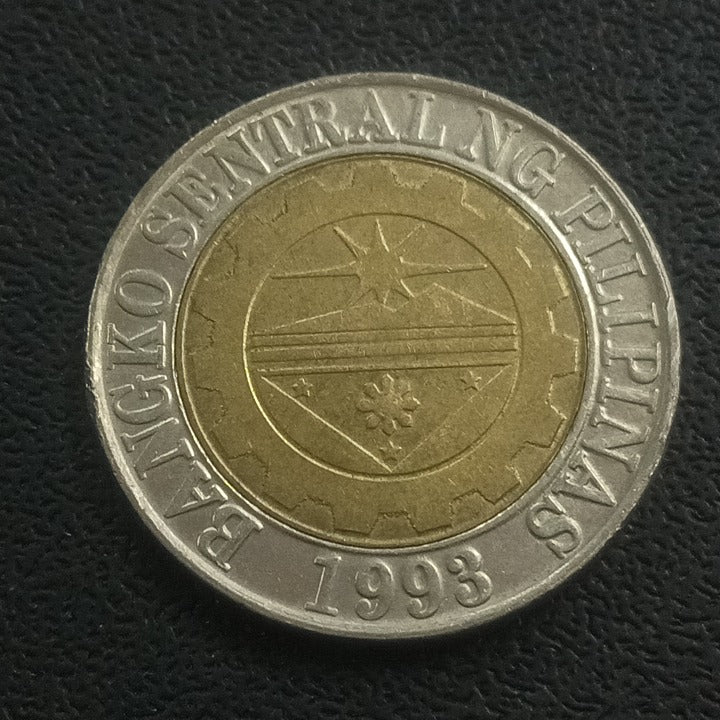 BANGKO SENTRAL NG PILIPINAS
1993